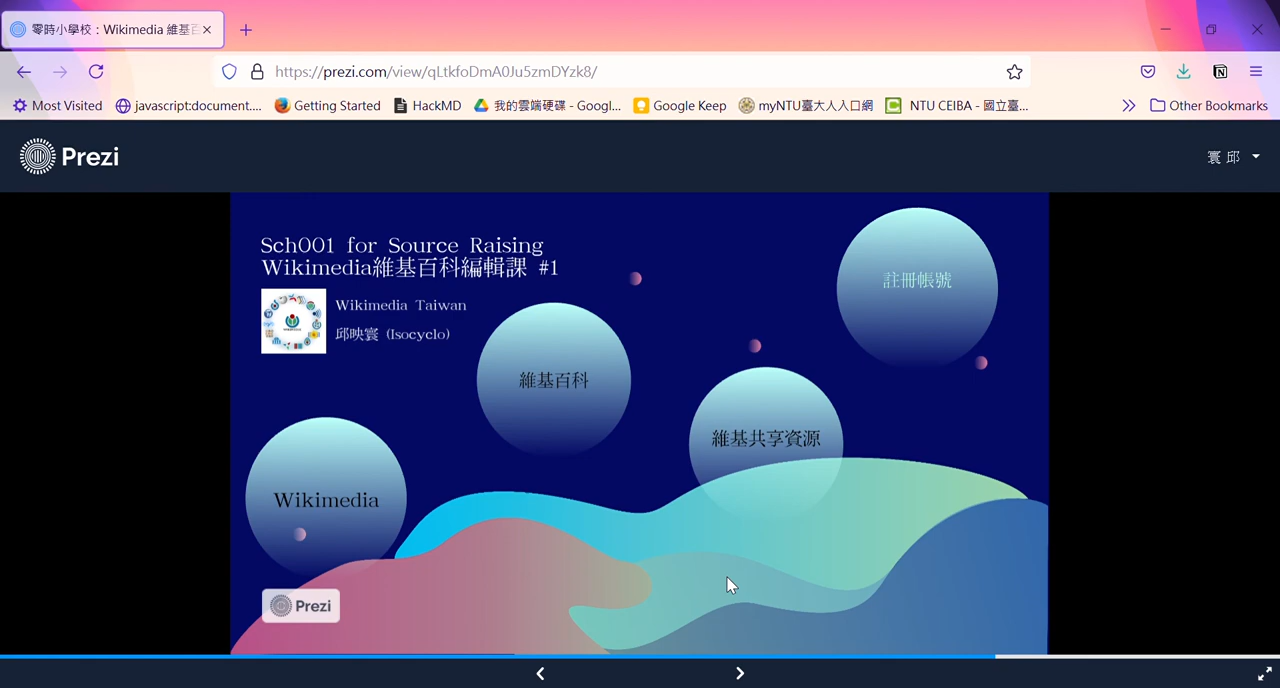 零時小學校：Wikimedia 維基百
https://prezi.com/view/qLtkfoDmA0Ju5zmDYzk8/
Most Visited
javascript:document....
Getting Started
HackMD
我的雲端硬碟 - Googl...
Google Keep
myNTU臺大人入口網
NTU CEIBA - 國立臺...
Other Bookmarks
Prezi
寰 邱
Sch001 for Source Raising
Wikimedia維基百科編輯課 #1
Wikimedia Taiwan
邱映寰 (Isocyclo)
註冊帳號
維基百科
維基共享資源
Wikimedia
Prezi